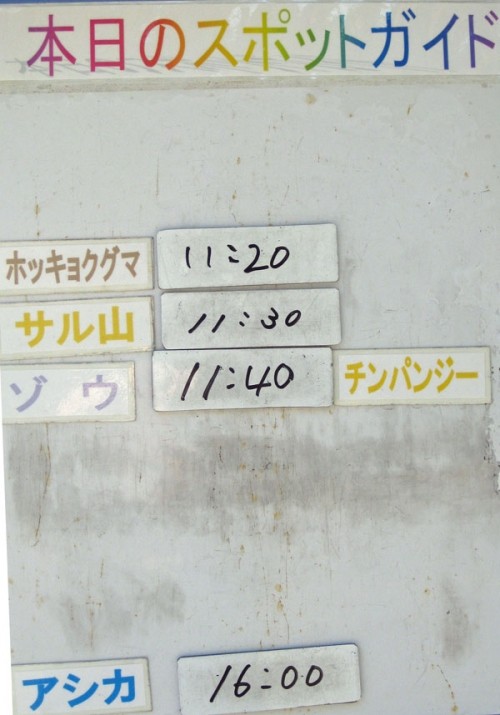 本日のスポットガイド
ホッキョクグマ 11:20
サル山 11:30
ゾウ 11:40 チンパンジー
アシカ 16:00